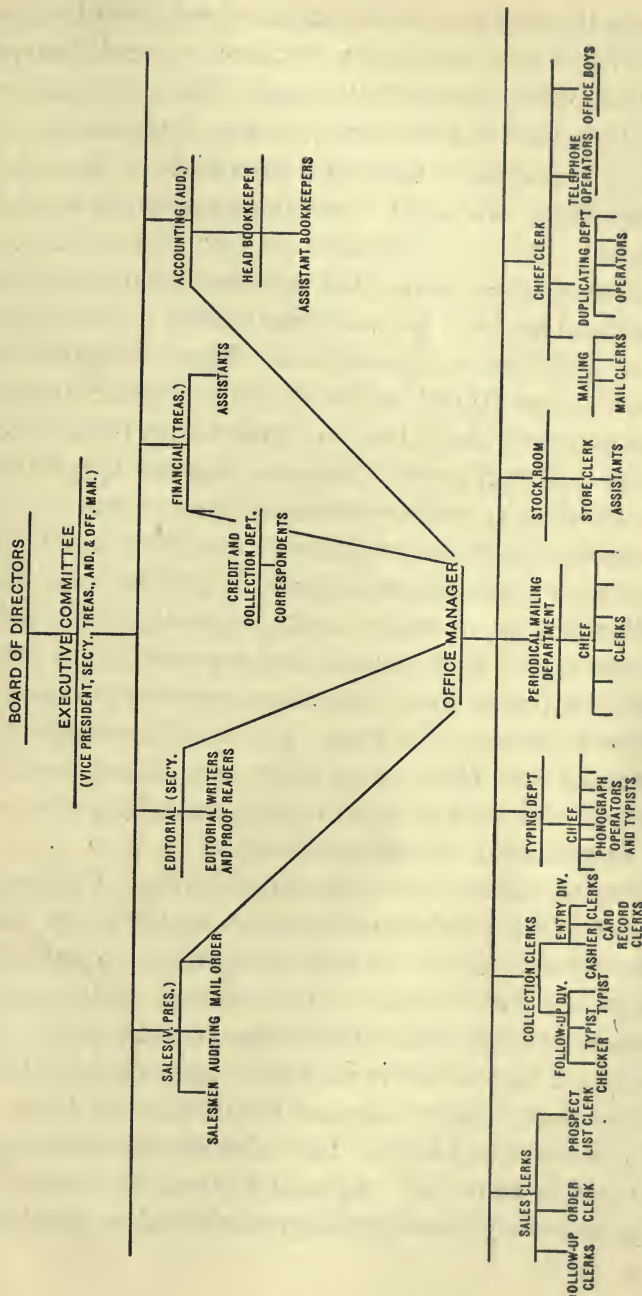 BOARD OF DIRECTORS
EXECUTIVE COMMITTEE
(VICE PRESIDENT, SEC'Y., TREAS., AND. & OFF. MAN.)
SALES (V. PRES.)
SALESMEN
AUDITING
MAIL ORDER
EDITORIAL (SEC'Y.
EDITORIAL WRITERS
AND PROOF READERS
FINANCIAL (TREAS.)
CREDIT AND
COLLECTION DEPT.
CORRESPONDENTS
ASSISTANTS
ACCOUNTING (AUD.)
HEAD BOOKKEEPER
ASSISTANT BOOKKEEPERS
OFFICE MANAGER
SALES CLERKS
FOLLOW-UP
CLERKS
ORDER
CLERK
PROSPECT
LIST CLERK
COLLECTION CLERKS
FOLLOW-UP DIV.
CHECKER
TYPIST
TYPIST
ENTRY DIV.
CASHIER
CLERKS
CARD
RECORD
CLERKS
TYPING DEP'T
CHIEF
PHONOGRAPH
OPERATORS
AND TYPISTS
PERIODICAL MAILING
DEPARTMENT
CHIEF
CLERKS
STOCK ROOM
STORE CLERK
ASSISTANTS
CHIEF CLERK
MAILING
MAIL CLERKS
DUPLICATING DEP'T
OPERATORS
TELEPHONE
OPERATORS
OFFICE BOYS